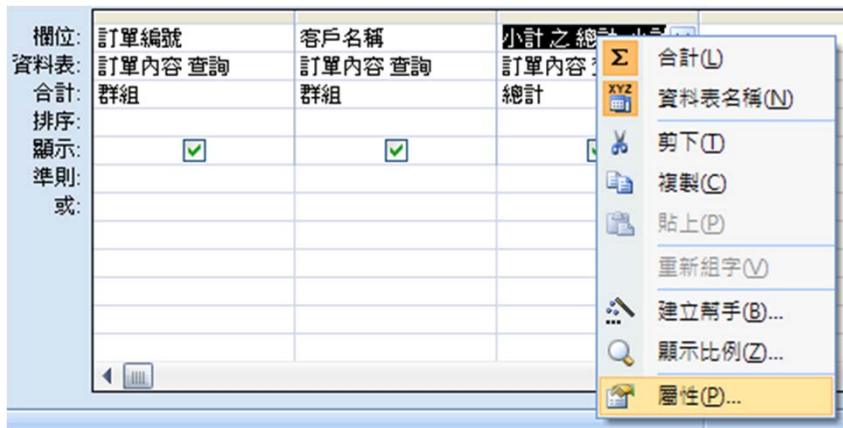 欄位: 訂單編號 客戶名稱 小計 之 總計: 小計
資料表: 訂單內容 查詢 訂單內容 查詢 訂單內容
合計: 群組 群組 總計
排序:
顯示:
準則:
或:
Σ 合計(L)
XYZ 資料表名稱(N)
剪下(T)
複製(C)
貼上(P)
重新組字(V)
建立幫手(B)...
顯示比例(Z)...
屬性(P)...